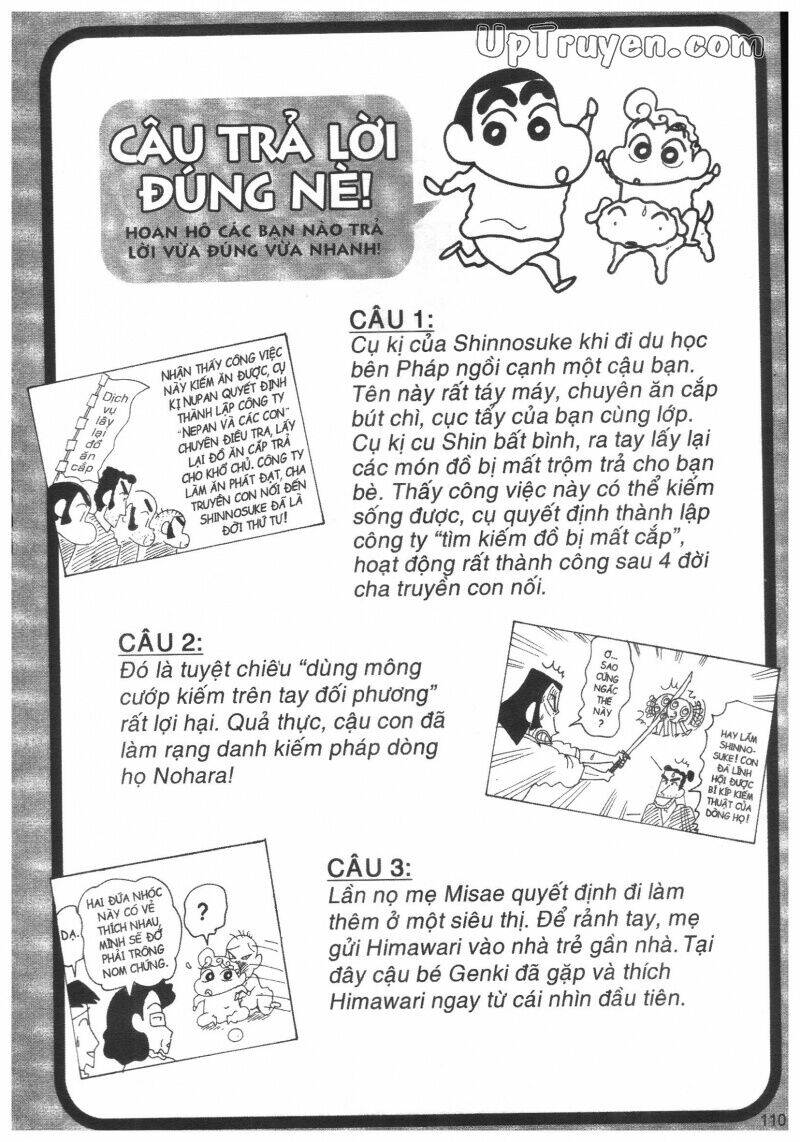 UpTruyen.com
CÂU TRẢ LỜI
ĐÚNG NÈ!
HOAN HÔ CÁC BẠN NÀO TRẢ
LỜI VỪA ĐÚNG VỪA NHANH!
CÂU 1:
Cụ kị của Shinnosuke khi đi du học
bên Pháp ngồi cạnh một cậu bạn.
Tên này rất táy máy, chuyên ăn cắp
bút chì, cục tẩy của bạn cùng lớp.
Cụ kị cu Shin bất bình, ra tay lấy lại
các món đồ bị mất trộm trả cho bạn
bè. Thấy công việc này có thể kiếm
sống được, cụ quyết định thành lập
công ty “tìm kiếm đồ bị mất cắp”,
hoạt động rất thành công sau 4 đời
cha truyền con nối.
Dịch
vụ
lấy
lại
đồ
ăn
cắp
NHẬN THẤY CÔNG VIỆC
NÀY KIẾM ĂN ĐƯỢC, CỤ
KỊ NUPAN QUYẾT ĐỊNH
THÀNH LẬP CÔNG TY
“NEPAN VÀ CÁC CON”
CHUYÊN ĐIỀU TRA, LẤY
LẠI ĐỒ ĂN CẮP TRẢ
CHO KHỔ CHỦ. CÔNG TY
LÀM ĂN PHÁT ĐẠT, CHA
TRUYỀN CON NỐI ĐẾN
SHINNOSUKE ĐÃ LÀ
ĐỜI THỨ TƯ!
CÂU 2:
Đó là tuyệt chiêu “dùng mông
cướp kiếm trên tay đối phương”
rất lợi hại. Quả thực, cậu con đã
làm rạng danh kiếm pháp dòng
họ Nohara!
Ơ...
SAO
CỨNG
NGẮC
THẾ
NÀY
?
HAY LẮM
SHINNO-
SUKE! CON
ĐÃ LĨNH
HỘI ĐƯỢC
BÍ KÍP KIẾM
THUẬT CỦA
DÒNG HỌ!
CÂU 3:
Lần nọ mẹ Misae quyết định đi làm
thêm ở một siêu thị. Để rảnh tay, mẹ
gửi Himawari vào nhà trẻ gần nhà. Tại
đây cậu bé Genki đã gặp và thích
Himawari ngay từ cái nhìn đầu tiên.
DẠ.
HAI ĐỨA NHÓC
NÀY CÓ VẺ
THÍCH NHAU,
MÌNH SẼ ĐỠ
PHẢI TRÔNG
NOM CHÚNG.
?
110